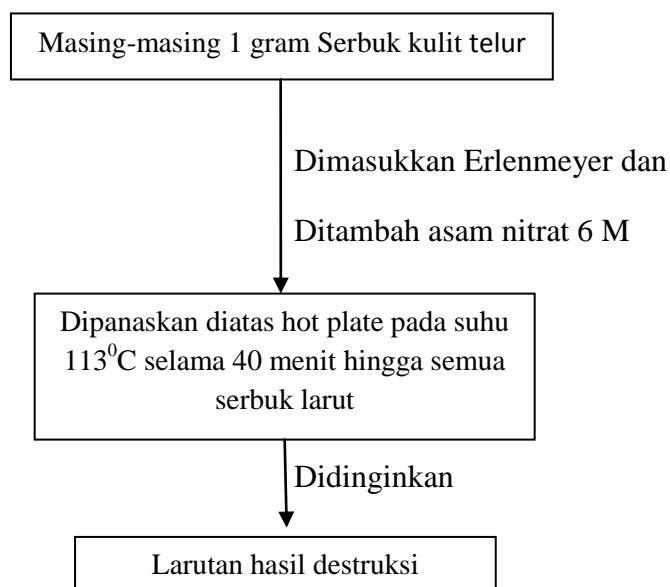 Masing-masing 1 gram Serbuk kulit telur
Dimasukkan Erlenmeyer dan
Ditambah asam nitrat 6 M
Dipanaskan diatas hot plate pada suhu
113⁰C selama 40 menit hingga semua
serbuk larut
Didinginkan
Larutan hasil destruksi